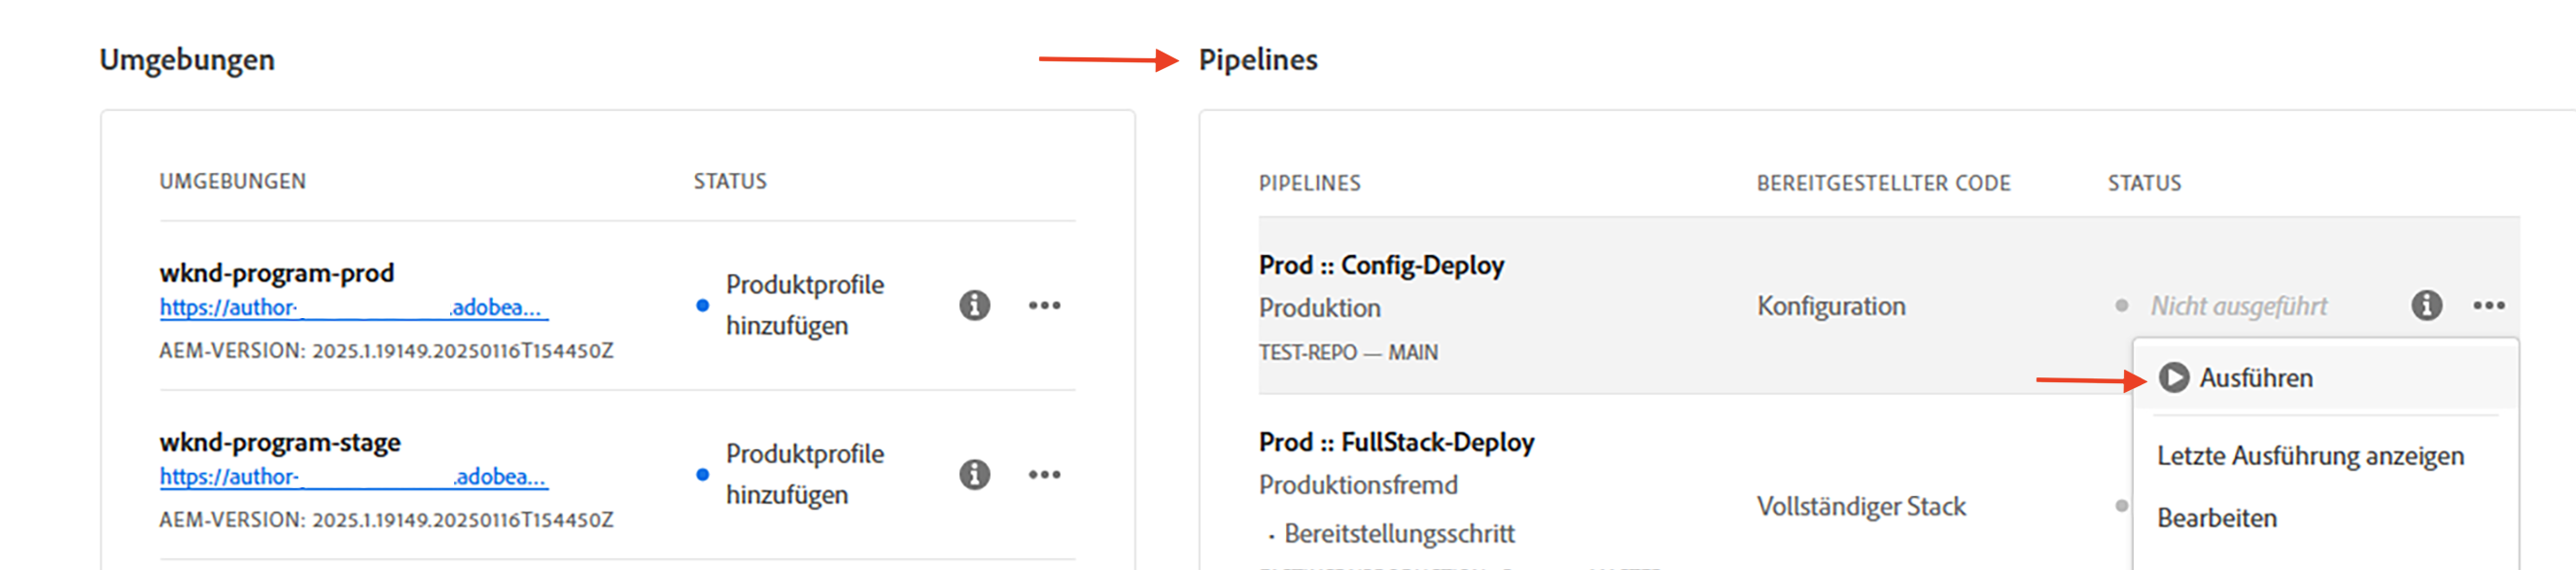 Umgebungen
Pipelines
UMGEBUNGEN STATUS
wknd-program-prod
https://author- .adobea...
AEM-VERSION: 2025.1.19149.20250116T154450Z
Produktprofile
hinzufügen
wknd-program-stage
https://author- .adobea...
AEM-VERSION: 2025.1.19149.20250116T154450Z
Produktprofile
hinzufügen
PIPELINES BEREITGESTELLTER CODE STATUS
Prod :: Config-Deploy
Produktion
TEST-REPO — MAIN
Konfiguration
Nicht ausgeführt
Ausführen
Letzte Ausführung anzeigen
Bearbeiten
Prod :: FullStack-Deploy
Produktionsfremd
· Bereitstellungsschritt
Vollständiger Stack